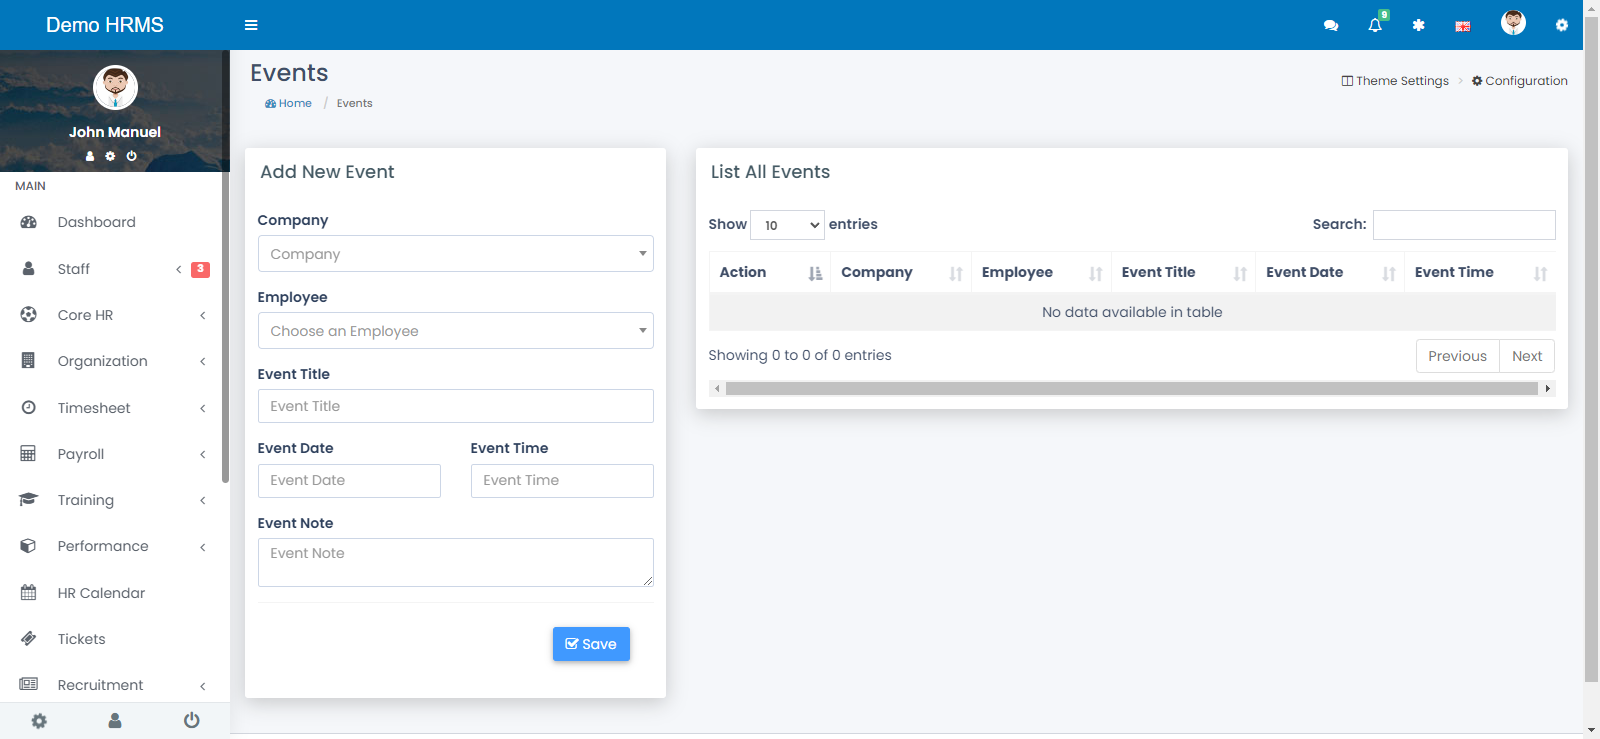 Demo HRMS
9
John Manuel
MAIN
Dashboard
Staff 3
Core HR
Organization
Timesheet
Payroll
Training
Performance
HR Calendar
Tickets
Recruitment
Events
Home / Events
Theme Settings > Configuration
Add New Event
Company
Company
Employee
Choose an Employee
Event Title
Event Title
Event Date Event Time
Event Date Event Time
Event Note
Event Note
Save
List All Events
Show 10 entries Search:
Action Company Employee Event Title Event Date Event Time
No data available in table
Showing 0 to 0 of 0 entries
Previous Next